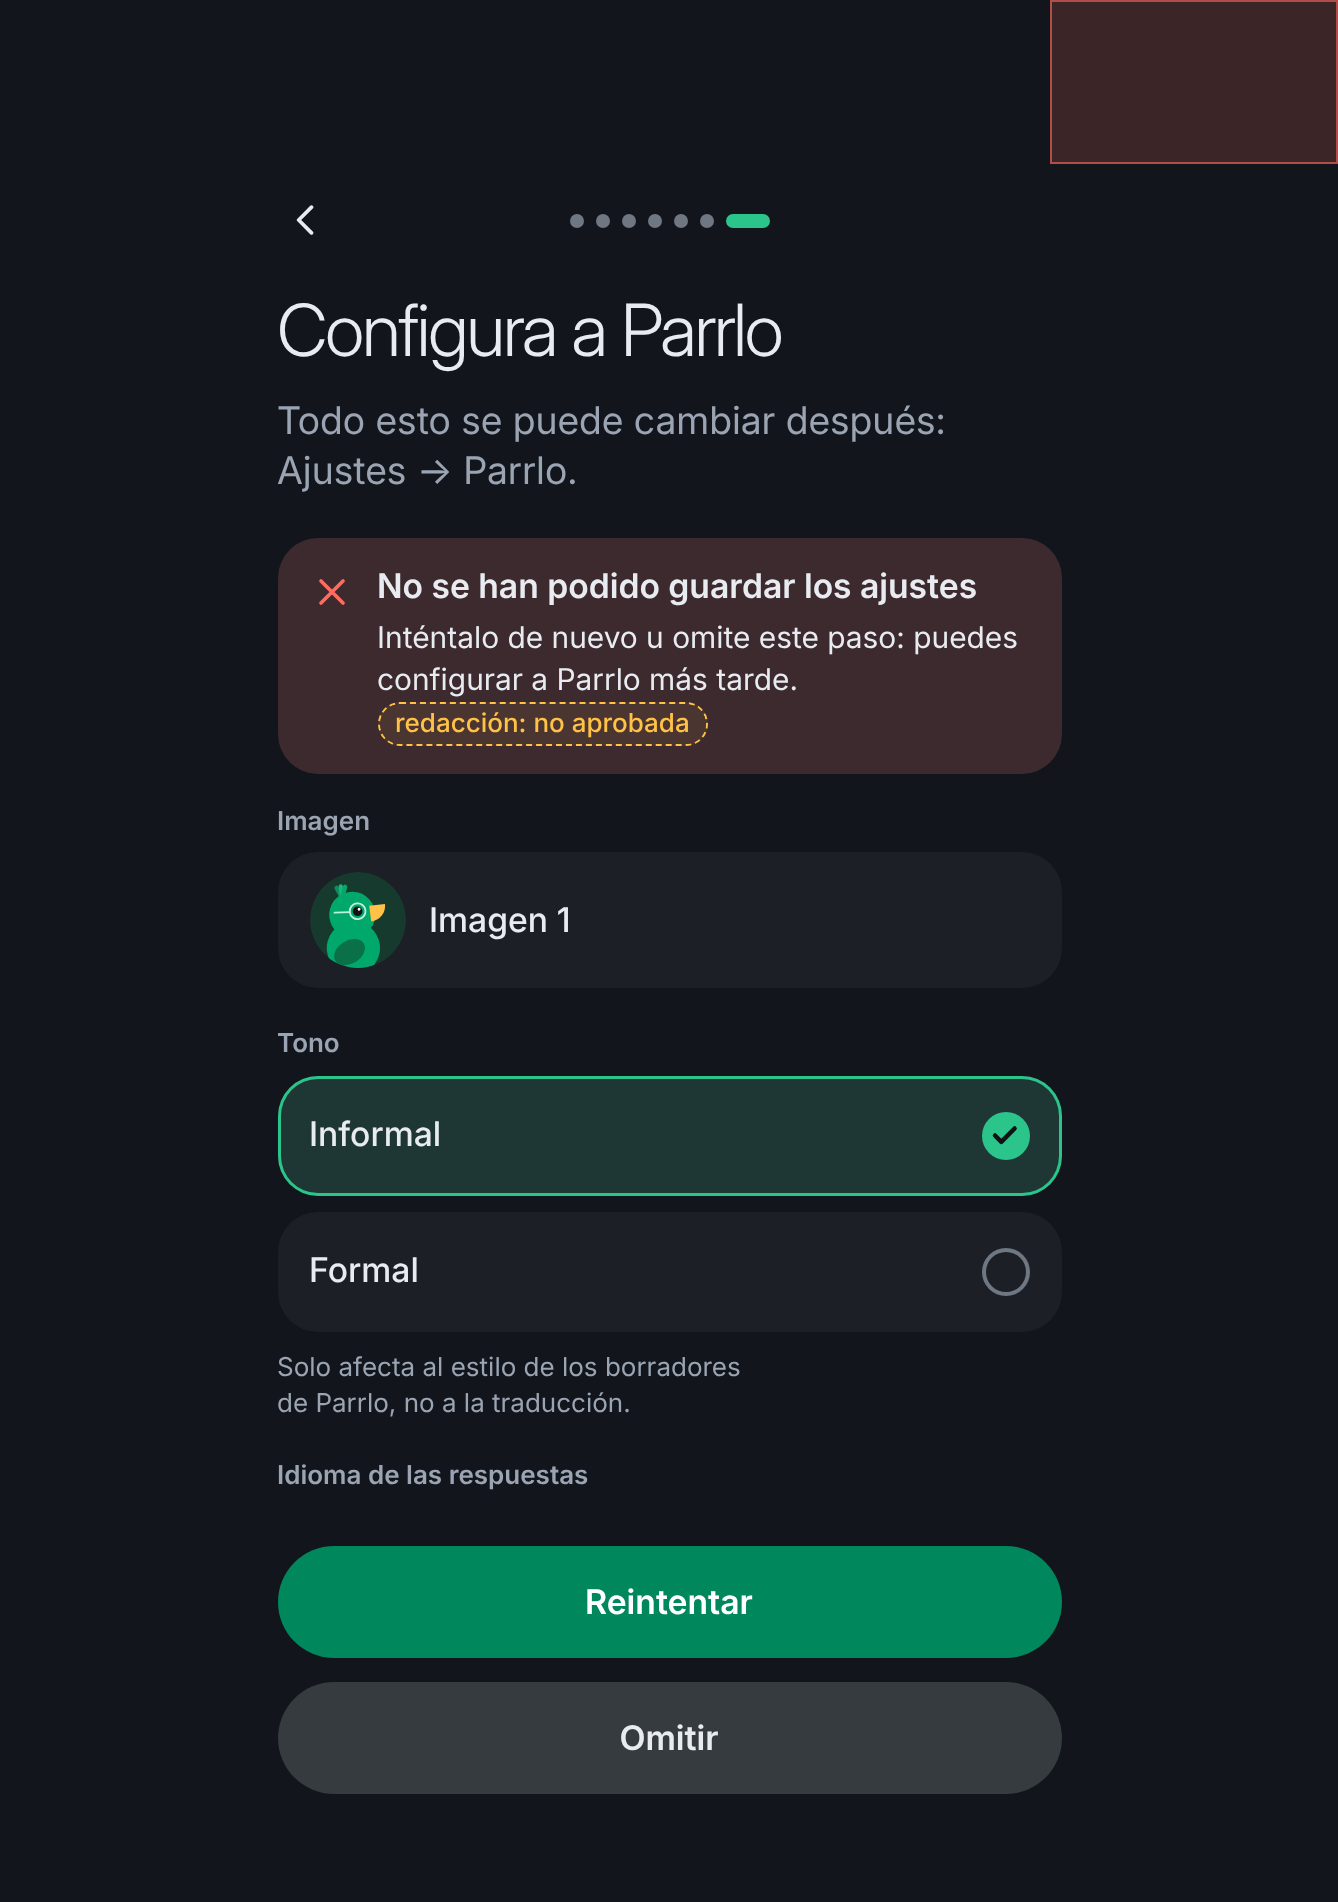 Configura a Parrlo
Todo esto se puede cambiar después:
Ajustes → Parrlo.
No se han podido guardar los ajustes
Inténtalo de nuevo u omite este paso: puedes
configurar a Parrlo más tarde.
redacción: no aprobada
Imagen
Imagen 1
Tono
Informal
Formal
Solo afecta al estilo de los borradores
de Parrlo, no a la traducción.
Idioma de las respuestas
Reintentar
Omitir